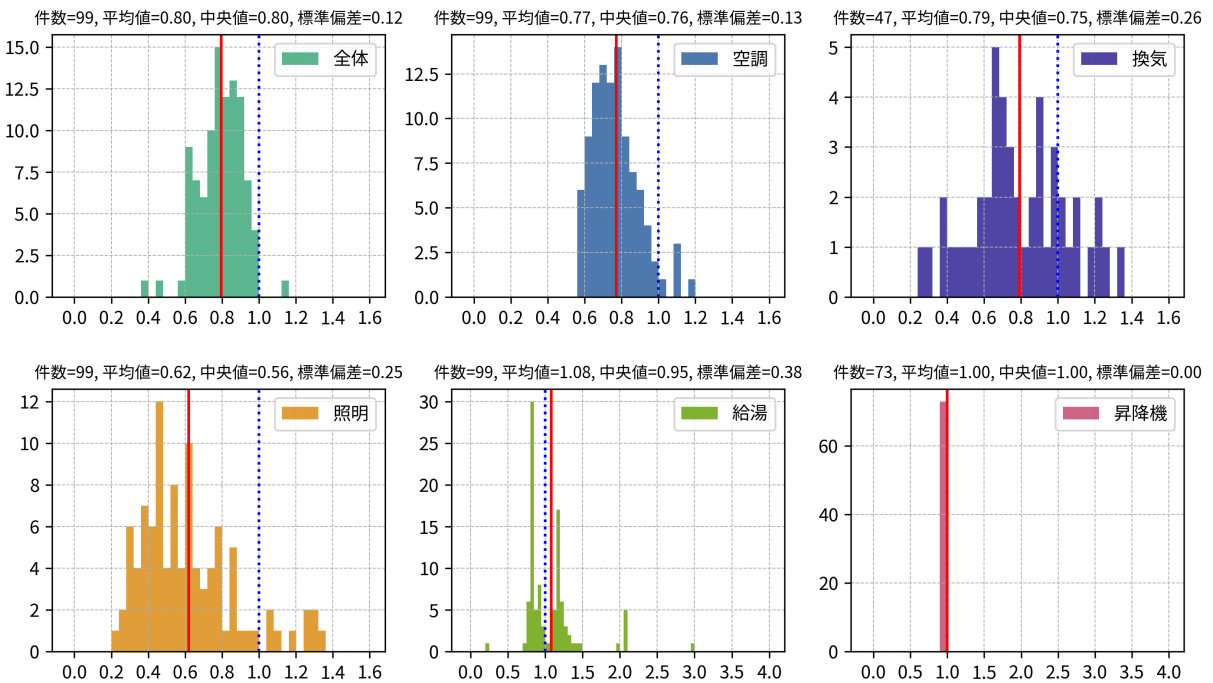 件数=99, 平均値=0.80, 中央値=0.80, 標準偏差=0.12
全体
15.0
12.5
10.0
7.5
5.0
2.5
0.0
0.0 0.2 0.4 0.6 0.8 1.0 1.2 1.4 1.6
件数=99, 平均値=0.77, 中央値=0.76, 標準偏差=0.13
空調
12.5
10.0
7.5
5.0
2.5
0.0
0.0 0.2 0.4 0.6 0.8 1.0 1.2 1.4 1.6
件数=47, 平均値=0.79, 中央値=0.75, 標準偏差=0.26
換気
5
4
3
2
1
0
0.0 0.2 0.4 0.6 0.8 1.0 1.2 1.4 1.6
件数=99, 平均値=0.62, 中央値=0.56, 標準偏差=0.25
照明
12
10
8
6
4
2
0
0.0 0.2 0.4 0.6 0.8 1.0 1.2 1.4 1.6
件数=99, 平均値=1.08, 中央値=0.95, 標準偏差=0.38
給湯
30
25
20
15
10
5
0
0.0 0.5 1.0 1.5 2.0 2.5 3.0 3.5 4.0
件数=73, 平均値=1.00, 中央値=1.00, 標準偏差=0.00
昇降機
60
40
20
0
0.0 0.5 1.0 1.5 2.0 2.5 3.0 3.5 4.0